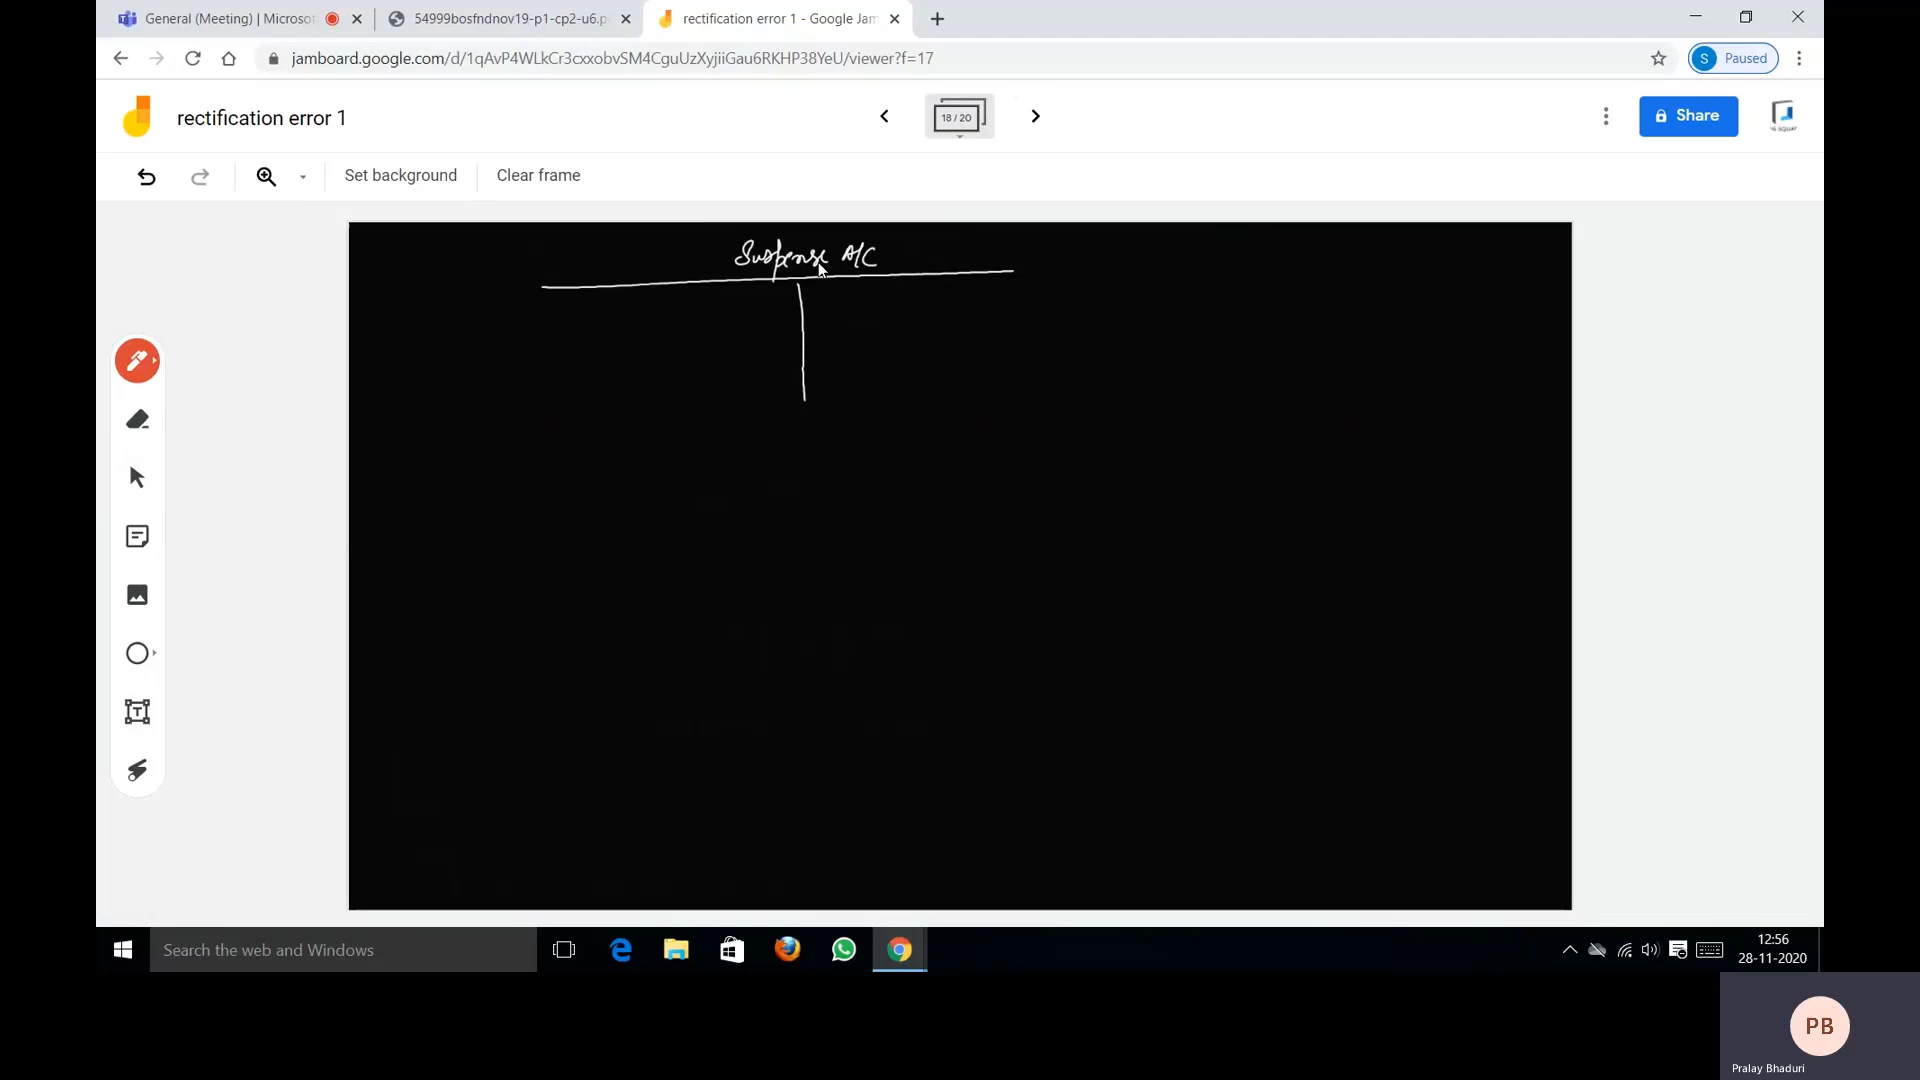 General (Meeting) | Microsof
54999bosfndnov19-p1-cp2-u6.p
rectification error 1 - Google Jam
jamboard.google.com/d/1qAvP4WLkCr3cxxobvSM4CguUzXyjiiGau6RKHP38YeU/viewer?f=17
S Paused
rectification error 1
18 / 20
Share
Set background
Clear frame
Suspense A/C
Search the web and Windows
12:56
28-11-2020
PB
Pralay Bhaduri